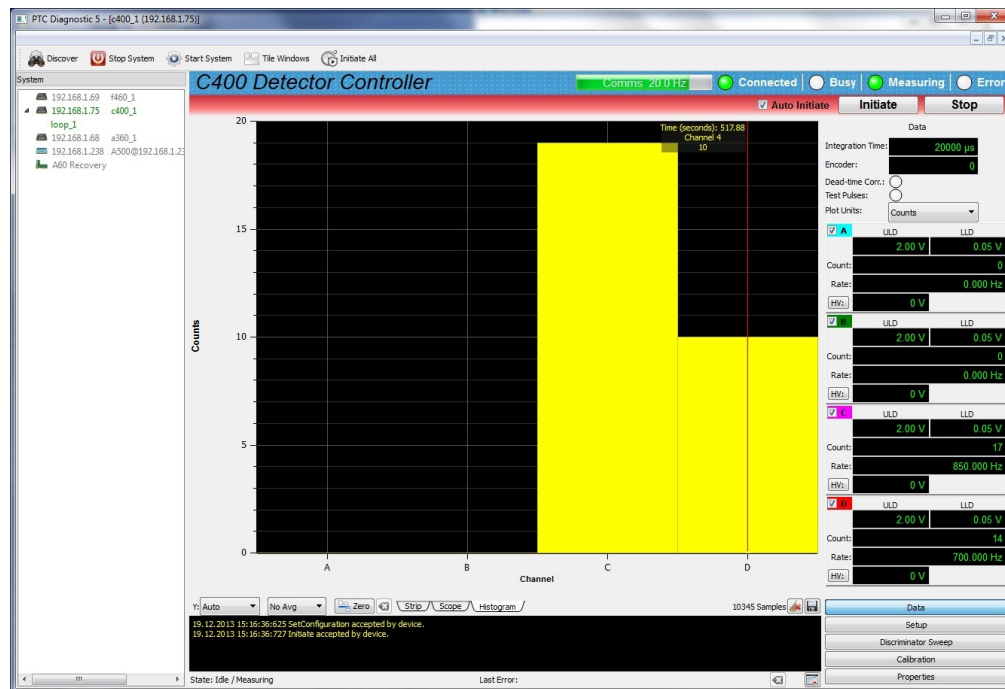 PTC Diagnostic 5 - [c400_1 (192.168.1.75)]
Discover Stop System Start System Tile Windows Initiate All
System
192.168.1.69 f460_1
192.168.1.75 c400_1
loop_1
192.168.1.68 a360_1
192.168.1.238 A500@192.168.1.23
A60 Recovery
C400 Detector Controller
Comms 20.0 Hz Connected Busy Measuring Error
Auto Initiate Initiate Stop
20
15
10
5
0
Counts
Time (seconds): 517.88
Channel 4
10
A B C D
Channel
Data
Integration Time: 20000 µs
Encoder: 0
Dead-time Corr.:
Test Pulses:
Plot Units: Counts
A ULD LLD
2.00 V 0.05 V
Count: 0
Rate: 0.000 Hz
HV: 0 V
B ULD LLD
2.00 V 0.05 V
Count: 0
Rate: 0.000 Hz
HV: 0 V
C ULD LLD
2.00 V 0.05 V
Count: 17
Rate: 850.000 Hz
HV: 0 V
D ULD LLD
2.00 V 0.05 V
Count: 14
Rate: 700.000 Hz
HV: 0 V
Y: Auto No Avg Zero Strip Scope Histogram 10345 Samples
19.12.2013 15:16:36:625 SetConfiguration accepted by device.
19.12.2013 15:16:36:727 Initiate accepted by device.
State: Idle / Measuring Last Error:
Data
Setup
Discriminator Sweep
Calibration
Properties